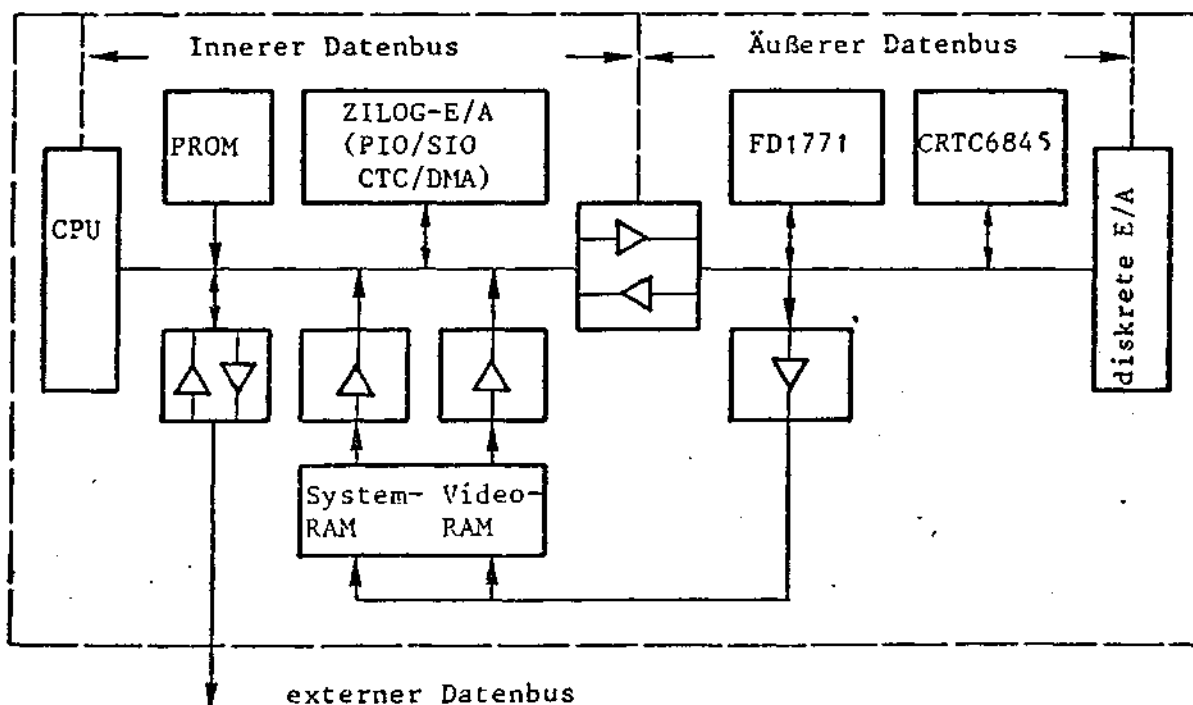 Innerer Datenbus
Äußerer Datenbus
PROM
ZILOG-E/A
(PIO/SIO
CTC/DMA)
FD1771
CRTC6845
CPU
diskrete E/A
System- Video-
RAM RAM
externer Datenbus